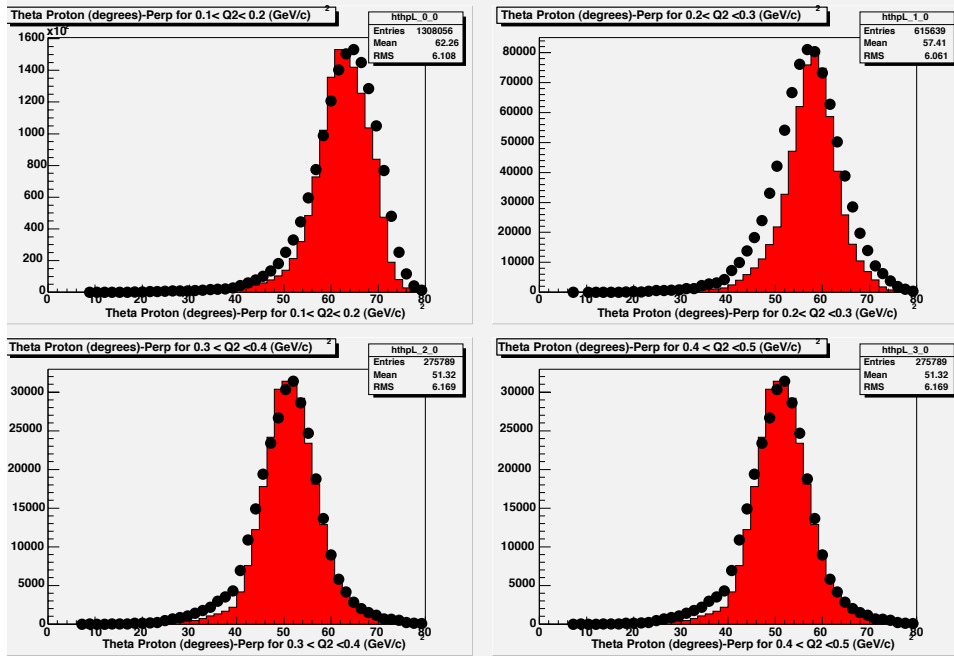 Theta Proton (degrees)-Perp for 0.1< Q2< 0.2 (GeV/c) 2
hthpL_0_0
Entries 1308056
Mean 62.26
RMS 6.108
x10 2
1600
1400
1200
1000
800
600
400
200
0
0 10 20 30 40 50 60 70 80
Theta Proton (degrees)-Perp for 0.1< Q2< 0.2 (GeV/c) 2
Theta Proton (degrees)-Perp for 0.2< Q2 <0.3 (GeV/c) 2
hthpL_1_0
Entries 615639
Mean 57.41
RMS 6.061
80000
70000
60000
50000
40000
30000
20000
10000
0
0 10 20 30 40 50 60 70 80
Theta Proton (degrees)-Perp for 0.2< Q2 <0.3 (GeV/c) 2
Theta Proton (degrees)-Perp for 0.3 < Q2 <0.4 (GeV/c) 2
hthpL_2_0
Entries 275789
Mean 51.32
RMS 6.169
30000
25000
20000
15000
10000
5000
0
0 10 20 30 40 50 60 70 80
Theta Proton (degrees)-Perp for 0.3 < Q2 <0.4 (GeV/c) 2
Theta Proton (degrees)-Perp for 0.4 < Q2 <0.5 (GeV/c) 2
hthpL_3_0
Entries 275789
Mean 51.32
RMS 6.169
30000
25000
20000
15000
10000
5000
0
0 10 20 30 40 50 60 70 80
Theta Proton (degrees)-Perp for 0.4 < Q2 <0.5 (GeV/c) 2